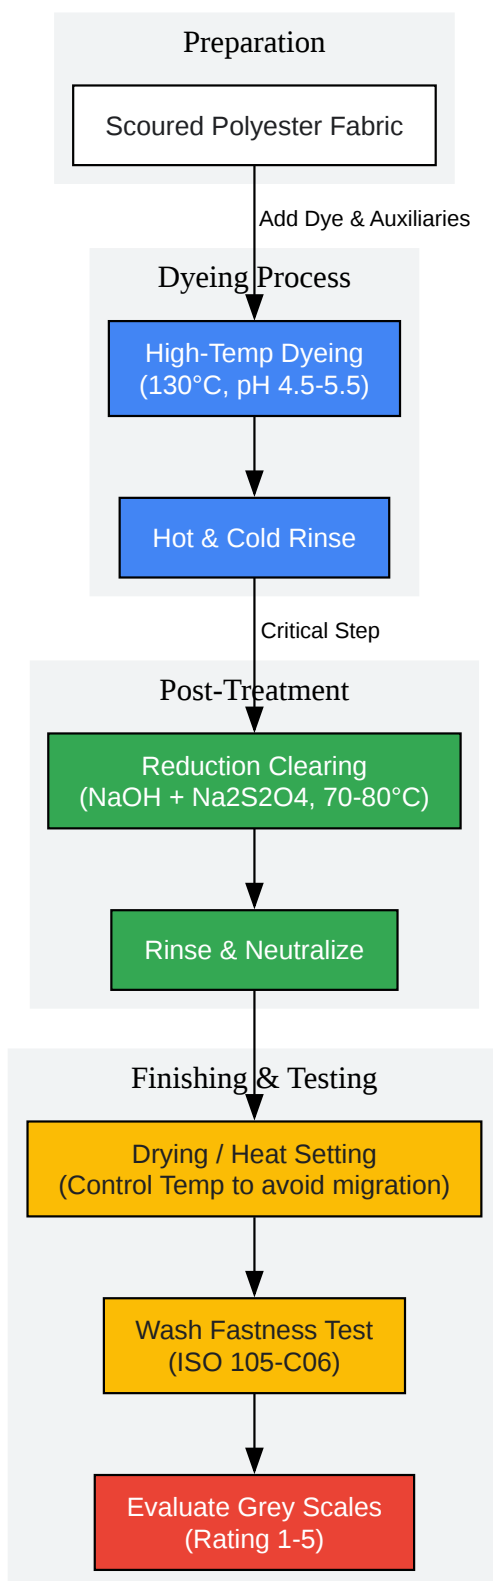 Preparation
Scoured Polyester Fabric
Add Dye & Auxiliaries
Dyeing Process
High-Temp Dyeing
(130°C, pH 4.5-5.5)
Hot & Cold Rinse
Critical Step
Post-Treatment
Reduction Clearing
(NaOH + Na2S2O4, 70-80°C)
Rinse & Neutralize
Finishing & Testing
Drying / Heat Setting
(Control Temp to avoid migration)
Wash Fastness Test
(ISO 105-C06)
Evaluate Grey Scales
(Rating 1-5)